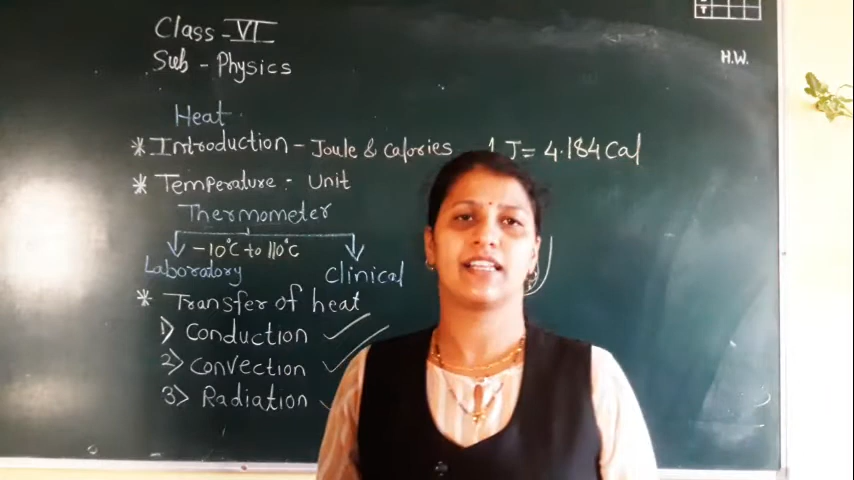 Class - VI
Sub - Physics
H.W.
Heat
* Introduction - Joule & calories 1 J = 4.184 Cal
* Temperature - Unit
Thermometer
-10°C to 110°C
Laboratory Clinical
* Transfer of heat
1> Conduction ✓
2> Convection ✓
3> Radiation